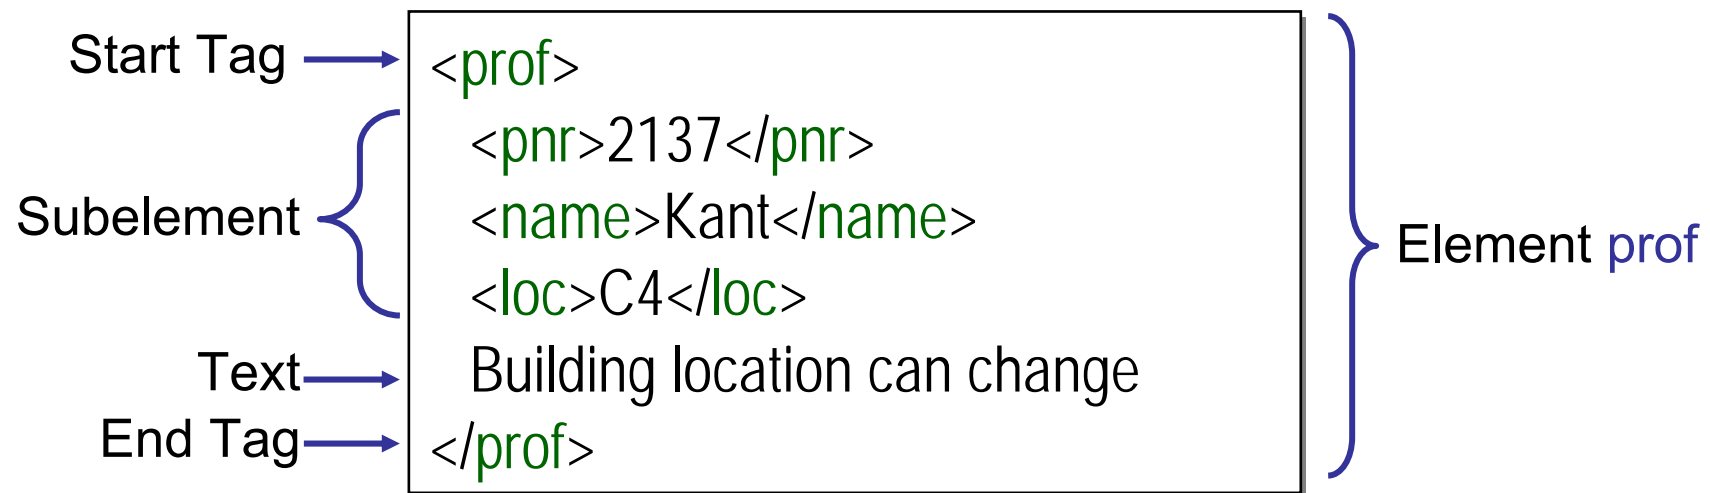 Start Tag
<prof>
<pnr>2137</pnr>
Subelement
<name>Kant</name>
Element prof
<loc>C4</loc>
Text
Building location can change
End Tag
</prof>